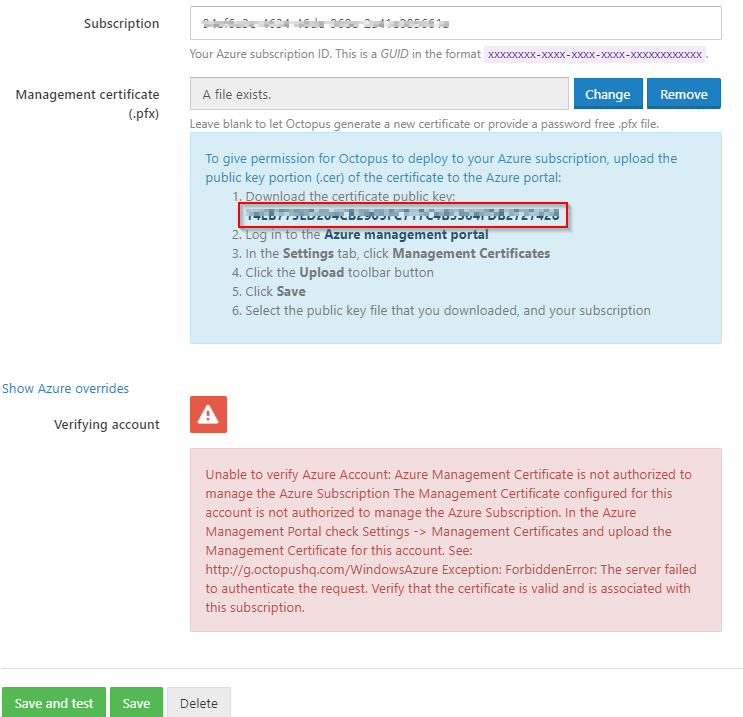 Subscription
Your Azure subscription ID. This is a GUID in the format xxxxxxxx-xxxx-xxxx-xxxx-xxxxxxxxxxxx .
Management certificate
(.pfx)
A file exists.
Change
Remove
Leave blank to let Octopus generate a new certificate or provide a password free .pfx file.
To give permission for Octopus to deploy to your Azure subscription, upload the
public key portion (.cer) of the certificate to the Azure portal:
1. Download the certificate public key:
2. Log in to the Azure management portal
3. In the Settings tab, click Management Certificates
4. Click the Upload toolbar button
5. Click Save
6. Select the public key file that you downloaded, and your subscription
Show Azure overrides
Verifying account
Unable to verify Azure Account: Azure Management Certificate is not authorized to
manage the Azure Subscription The Management Certificate configured for this
account is not authorized to manage the Azure Subscription. In the Azure
Management Portal check Settings -> Management Certificates and upload the
Management Certificate for this account. See:
http://g.octopushq.com/WindowsAzure Exception: ForbiddenError: The server failed
to authenticate the request. Verify that the certificate is valid and is associated with
this subscription.
Save and test
Save
Delete